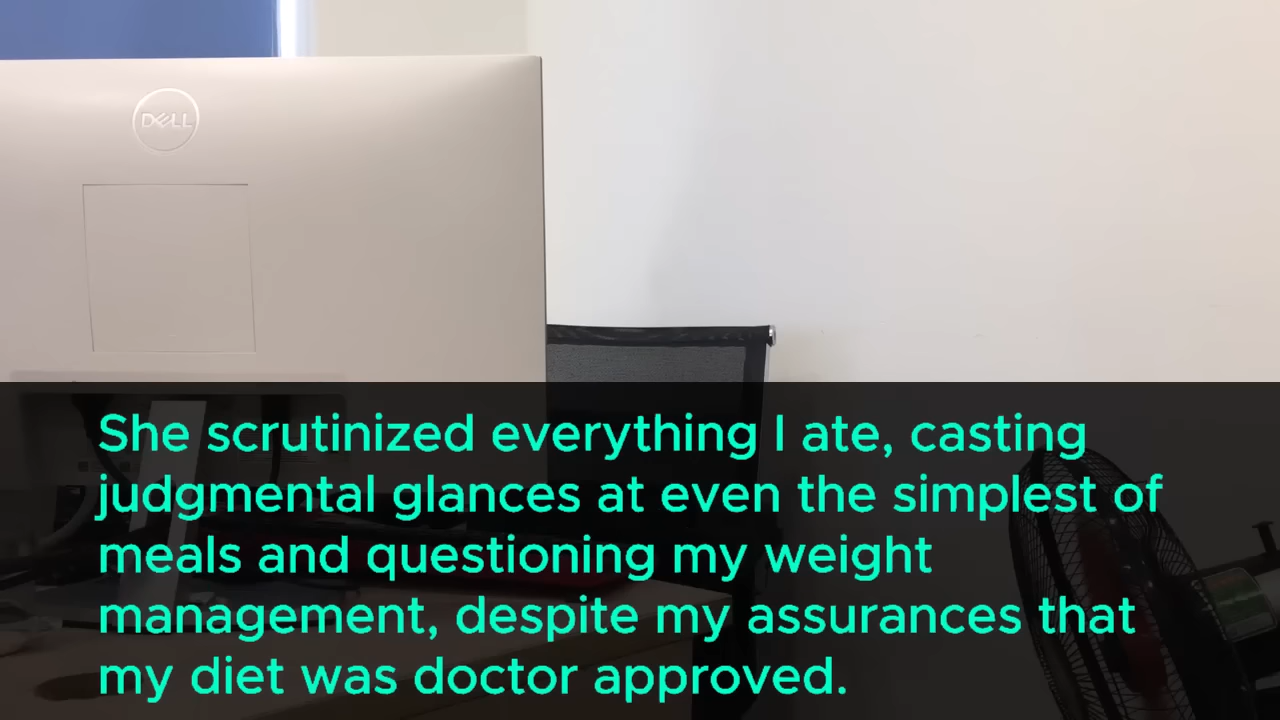 DELL
She scrutinized everything I ate, casting
judgmental glances at even the simplest of
meals and questioning my weight
management, despite my assurances that
my diet was doctor approved.